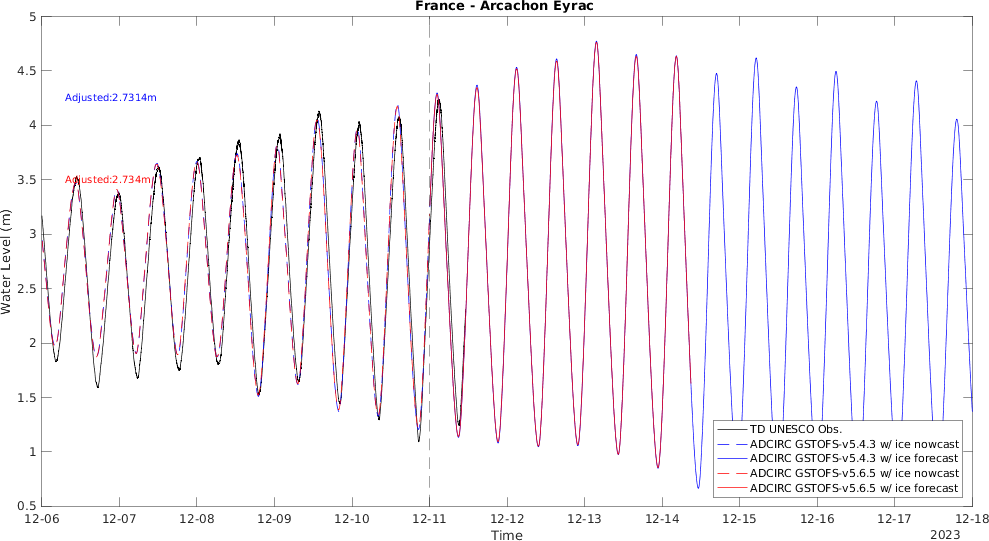 France - Arcachon Eyrac
5
4.5
4
3.5
3
2.5
2
1.5
1
0.5
Water Level (m)
Adjusted:2.7314m
Adjusted:2.734m
TD UNESCO Obs.
ADCIRC GSTOFS-v5.4.3 w/ ice nowcast
ADCIRC GSTOFS-v5.4.3 w/ ice forecast
ADCIRC GSTOFS-v5.6.5 w/ ice nowcast
ADCIRC GSTOFS-v5.6.5 w/ ice forecast
12-06 12-07 12-08 12-09 12-10 12-11 12-12 12-13 12-14 12-15 12-16 12-17 12-18
Time
2023